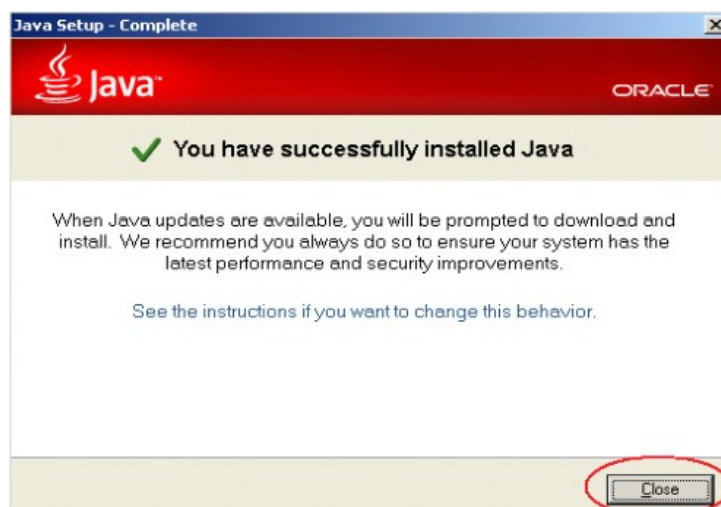 Java Setup - Complete
Java™
ORACLE
You have successfully installed Java
When Java updates are available, you will be prompted to download and
install. We recommend you always do so to ensure your system has the
latest performance and security improvements.
See the instructions if you want to change this behavior.
Close